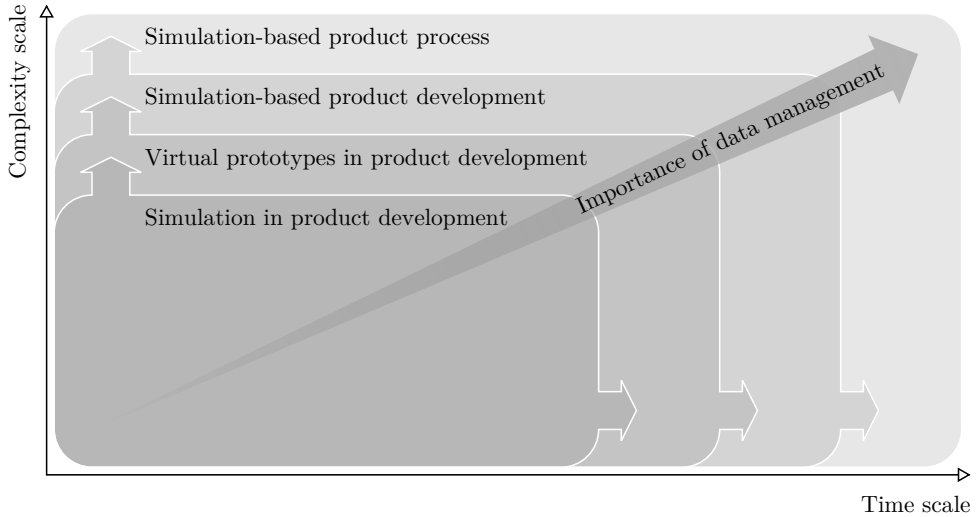 Complexity scale
Simulation-based product process
Simulation-based product development
Virtual prototypes in product development
Simulation in product development
Importance of data management
Time scale